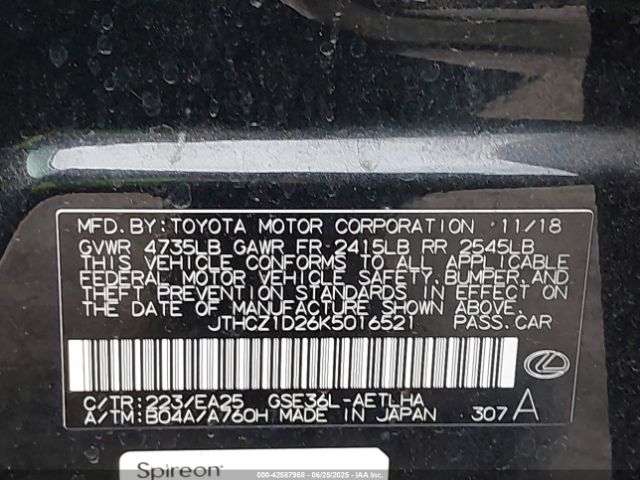 MFD.BY:TOYOTA MOTOR CORPORATION 11/18
GVWR 4735LB GAWR FR 2415LB RR 2545LB
THIS VEHICLE CONFORMS TO ALL APPLICABLE
FEDERAL MOTOR VEHICLE SAFETY,BUMPER,AND
THEFT PREVENTION STANDARDS IN EFFECT ON
THE DATE OF MANUFACTURE SHOWN ABOVE.
JTHCZ1D26K5016521 PASS.CAR
C/TR:223/EA25 GSE36L-AETLHA
A/TM:B04A/A760H MADE IN JAPAN 307 A
Spireon
000-42587968 | 06/25/2025 | IAA INC.